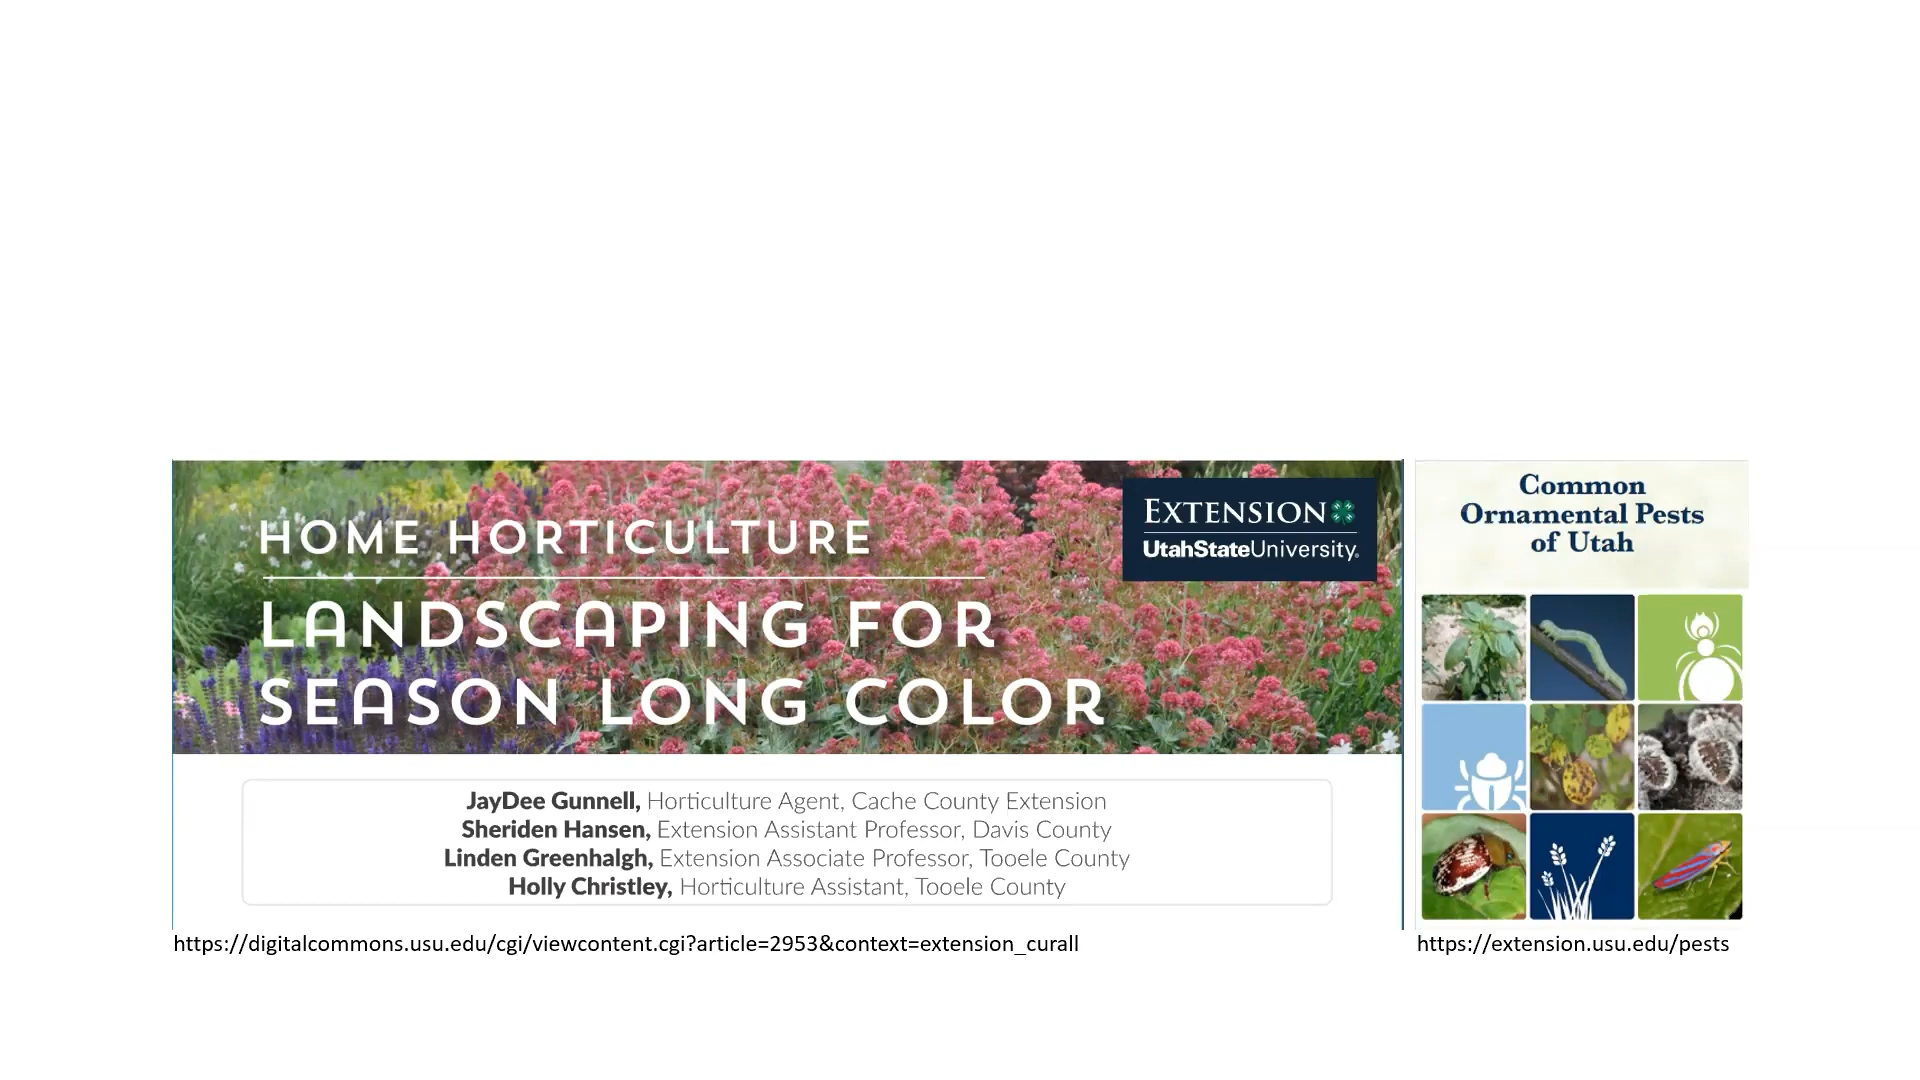 HOME HORTICULTURE
LANDSCAPING FOR
SEASON LONG COLOR
EXTENSION
UtahStateUniversity®
JayDee Gunnell, Horticulture Agent, Cache County Extension
Sheriden Hansen, Extension Assistant Professor, Davis County
Linden Greenhalgh, Extension Associate Professor, Tooele County
Holly Christley, Horticulture Assistant, Tooele County
https://digitalcommons.usu.edu/cgi/viewcontent.cgi?article=2953&context=extension_curall
Common
Ornamental Pests
of Utah
https://extension.usu.edu/pests